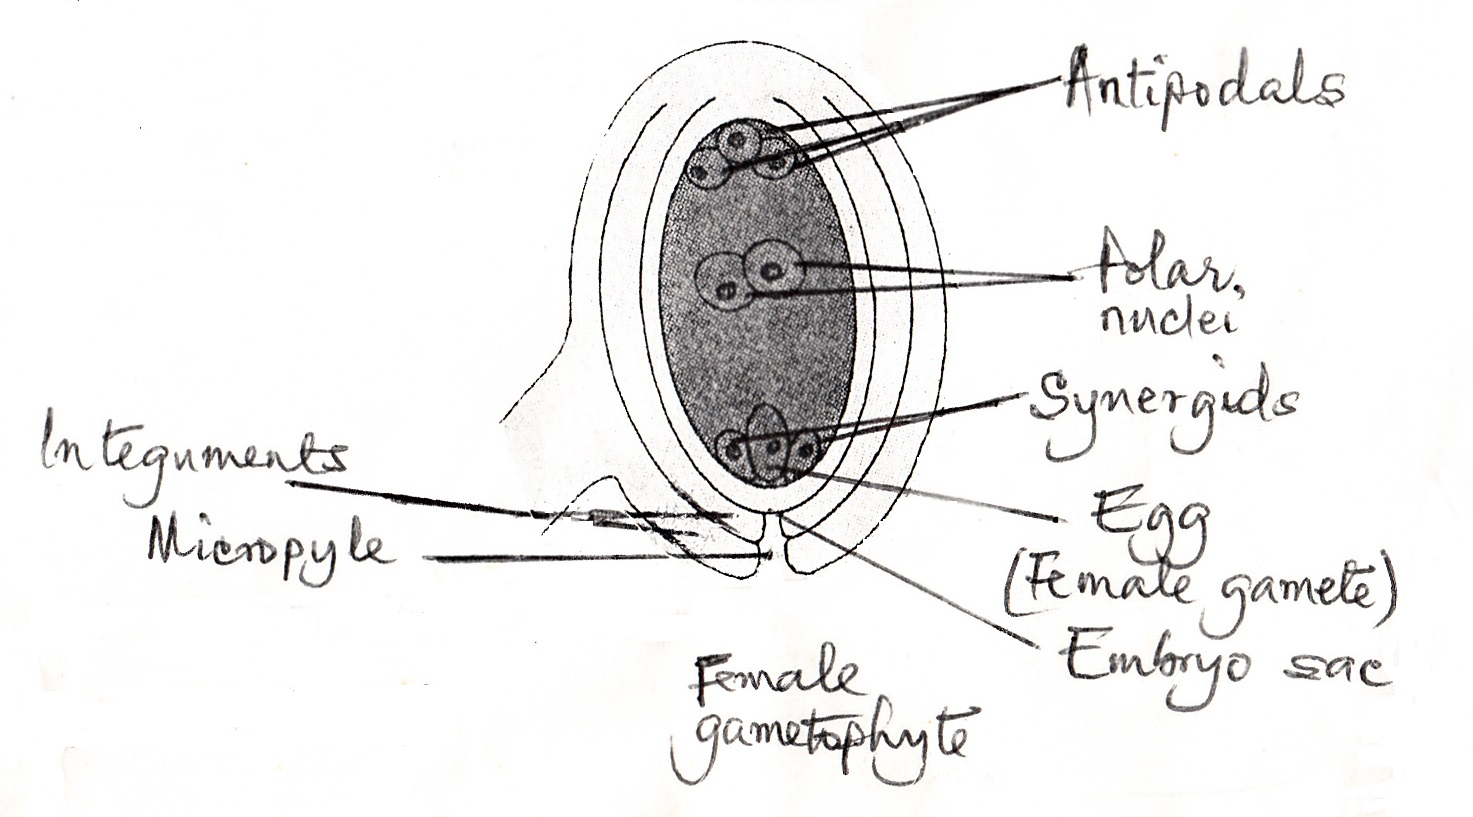 Antipodals
Polar
nuclei
Synergids
Integuments
Micropyle
Egg
(Female gamete)
Embryo sac
Female
gametophyte